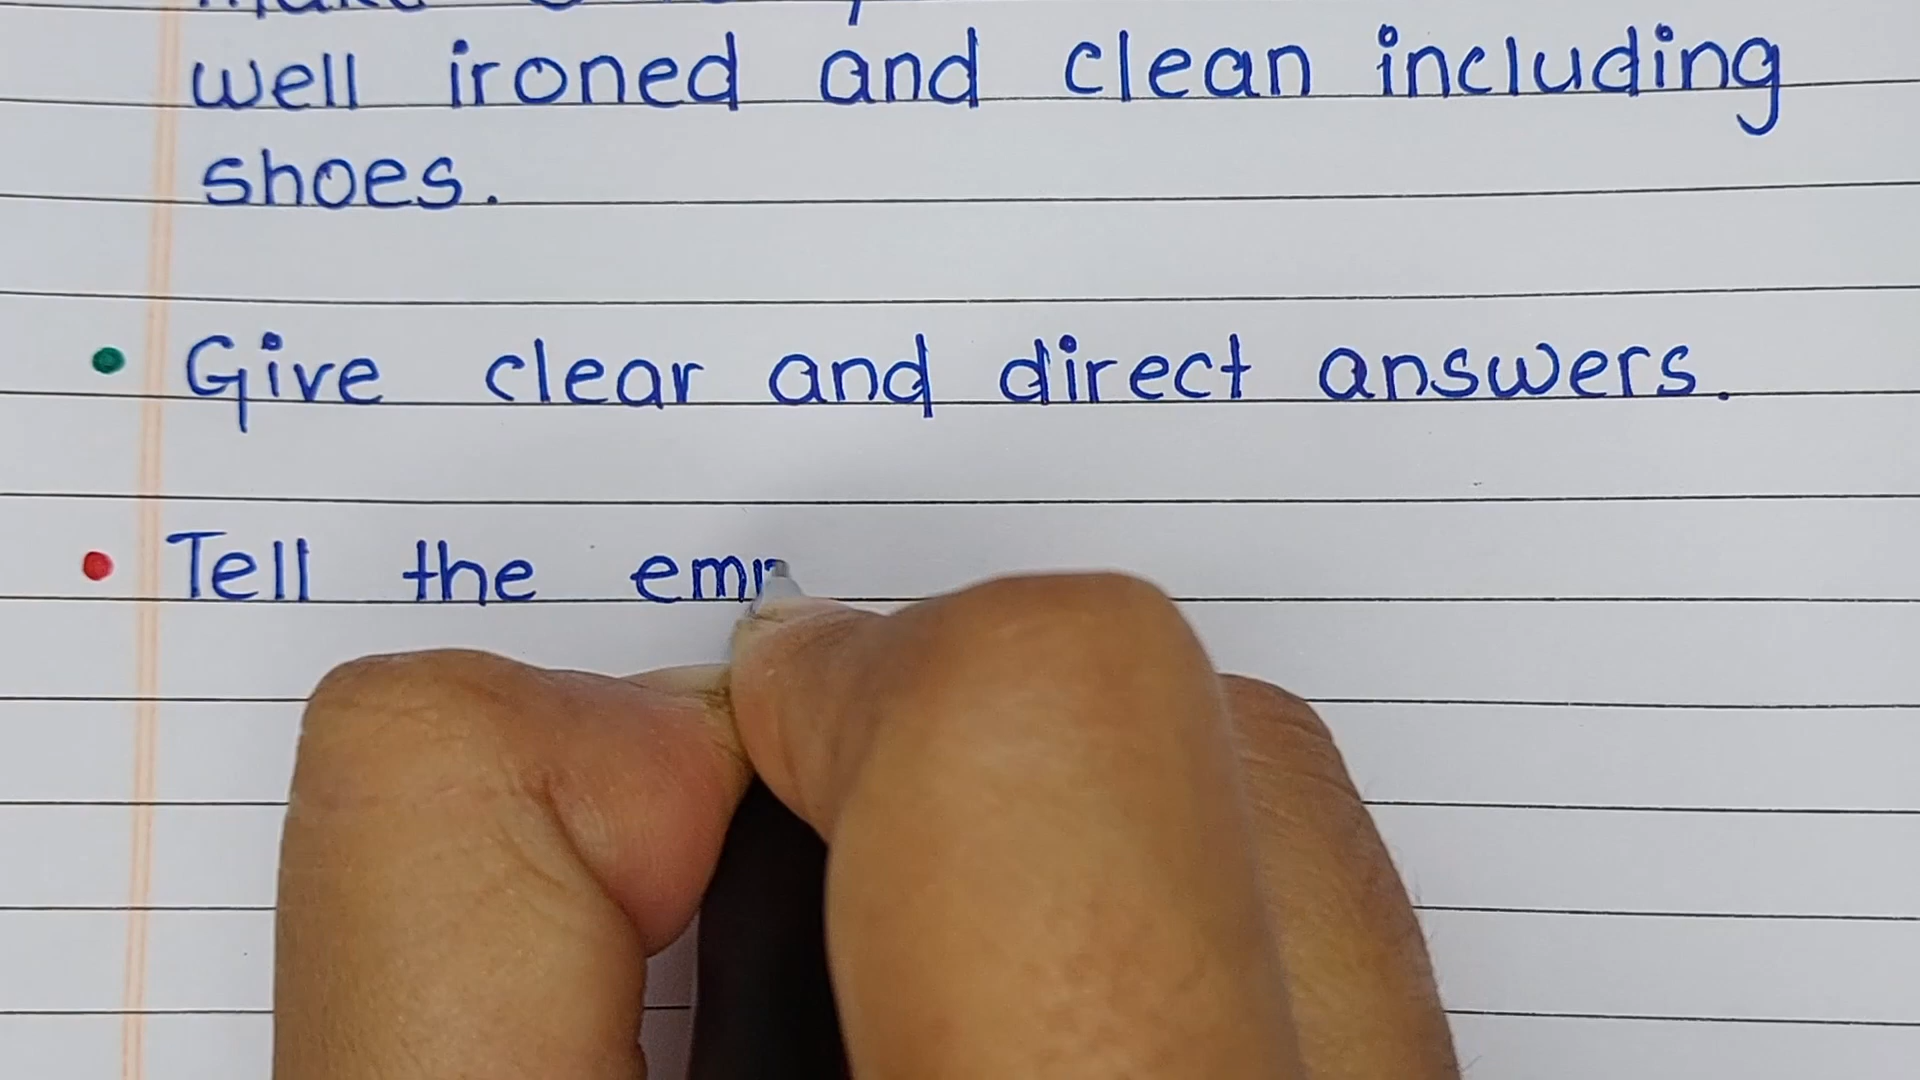 well ironed and clean including
shoes.
• Give clear and direct answers.
• Tell the